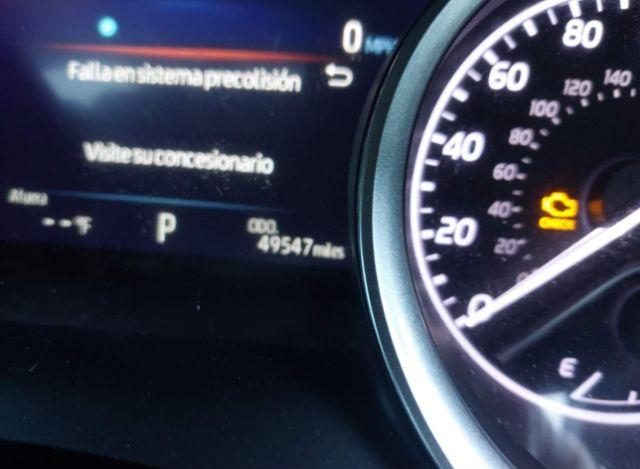 0 MPH
Falla en sistema precolisión
Visite su concesionario
Afuera
--°F
P
ODO.
49547 miles
80
60
40
20
0
140
120
100
80
60
40
20
CHECK
E